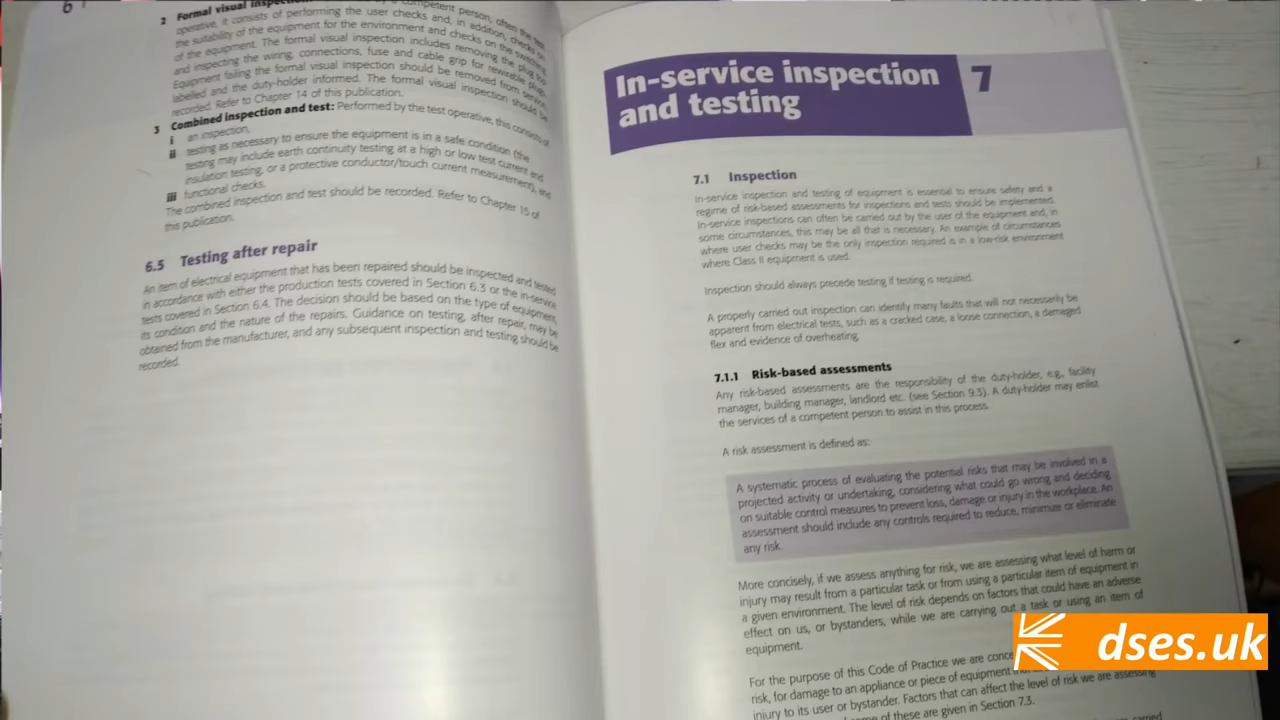 6
2 Formal visual inspection
competent person, often the test
operative, it consists of performing the user checks and, in addition, checks on
the suitability of the equipment for the environment and checks on the switching
of the equipment. The formal visual inspection includes removing the plug top
and inspecting the wiring, connections, fuse and cable grip for rewirable plugs.
Equipment failing the formal visual inspection should be removed from service,
labelled and the duty-holder informed. The formal visual inspection should be
recorded. Refer to Chapter 14 of this publication.
3 Combined inspection and test: Performed by the test operative, this consists of
i an inspection,
ii testing as necessary to ensure the equipment is in a safe condition (the
testing may include earth continuity testing at a high or low test current and
insulation testing, or a protective conductor/touch current measurement), and
iii functional checks.
The combined inspection and test should be recorded. Refer to Chapter 15 of
this publication.
6.5 Testing after repair
An item of electrical equipment that has been repaired should be inspected and tested
in accordance with either the production tests covered in Section 6.3 or the in-service
tests covered in Section 6.4. The decision should be based on the type of equipment,
its condition and the nature of the repairs. Guidance on testing, after repair, may be
obtained from the manufacturer, and any subsequent inspection and testing should be
recorded.
In-service inspection
and testing
7
7.1 Inspection
In-service inspection and testing of equipment is essential to ensure safety and a
regime of risk-based assessments for inspections and tests should be implemented.
In-service inspections can often be carried out by the user of the equipment and, in
some circumstances, this may be all that is necessary. An example of circumstances
where user checks may be the only inspection required is in a low-risk environment
where Class II equipment is used.
Inspection should always precede testing if testing is required.
A properly carried out inspection can identify many faults that will not necessarily be
apparent from electrical tests, such as a cracked case, a loose connection, a damaged
flex and evidence of overheating.
7.1.1 Risk-based assessments
Any risk-based assessments are the responsibility of the duty-holder, e.g., facility
manager, building manager, landlord etc. (see Section 9.3). A duty-holder may enlist
the services of a competent person to assist in this process.
A risk assessment is defined as:
A systematic process of evaluating the potential risks that may be involved in a
projected activity or undertaking, considering what could go wrong and deciding
on suitable control measures to prevent loss, damage or injury in the workplace. An
assessment should include any controls required to reduce, minimize or eliminate
any risk.
More concisely, if we assess anything for risk, we are assessing what level of harm or
injury may result from a particular task or from using a particular item of equipment in
a given environment. The level of risk depends on factors that could have an adverse
effect on us, or bystanders, while we are carrying out a task or using an item of
equipment.
For the purpose of this Code of Practice we are
risk, for damage to an appliance or piece of equipment
injury to its user or bystander. Factors that can affect the level of risk we are assessing
some of these are given in Section 7.3.
carried
dses.uk